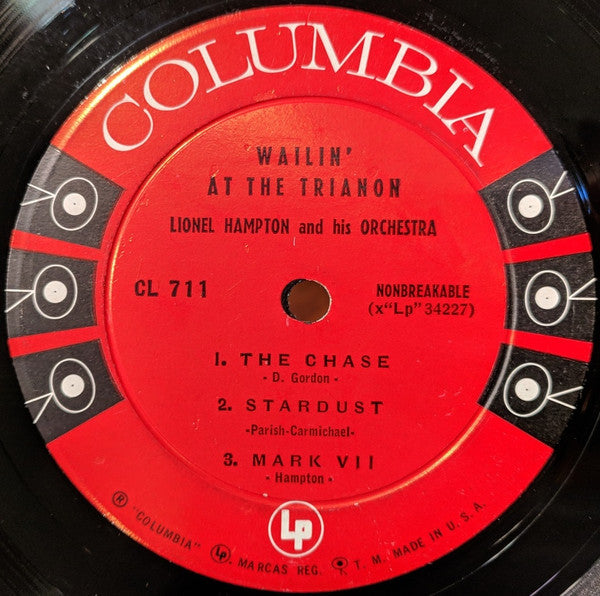 COLUMBIA
WAILIN'
AT THE TRIANON
LIONEL HAMPTON and his ORCHESTRA
CL 711
NONBREAKABLE
(x"Lp" 34227)
1. THE CHASE
- D. Gordon -
2. STARDUST
-Parish-Carmichael-
3. MARK VII
- Hampton -
Lp
® "COLUMBIA" Lp. MARCAS REG. T. M. MADE IN U. S. A.